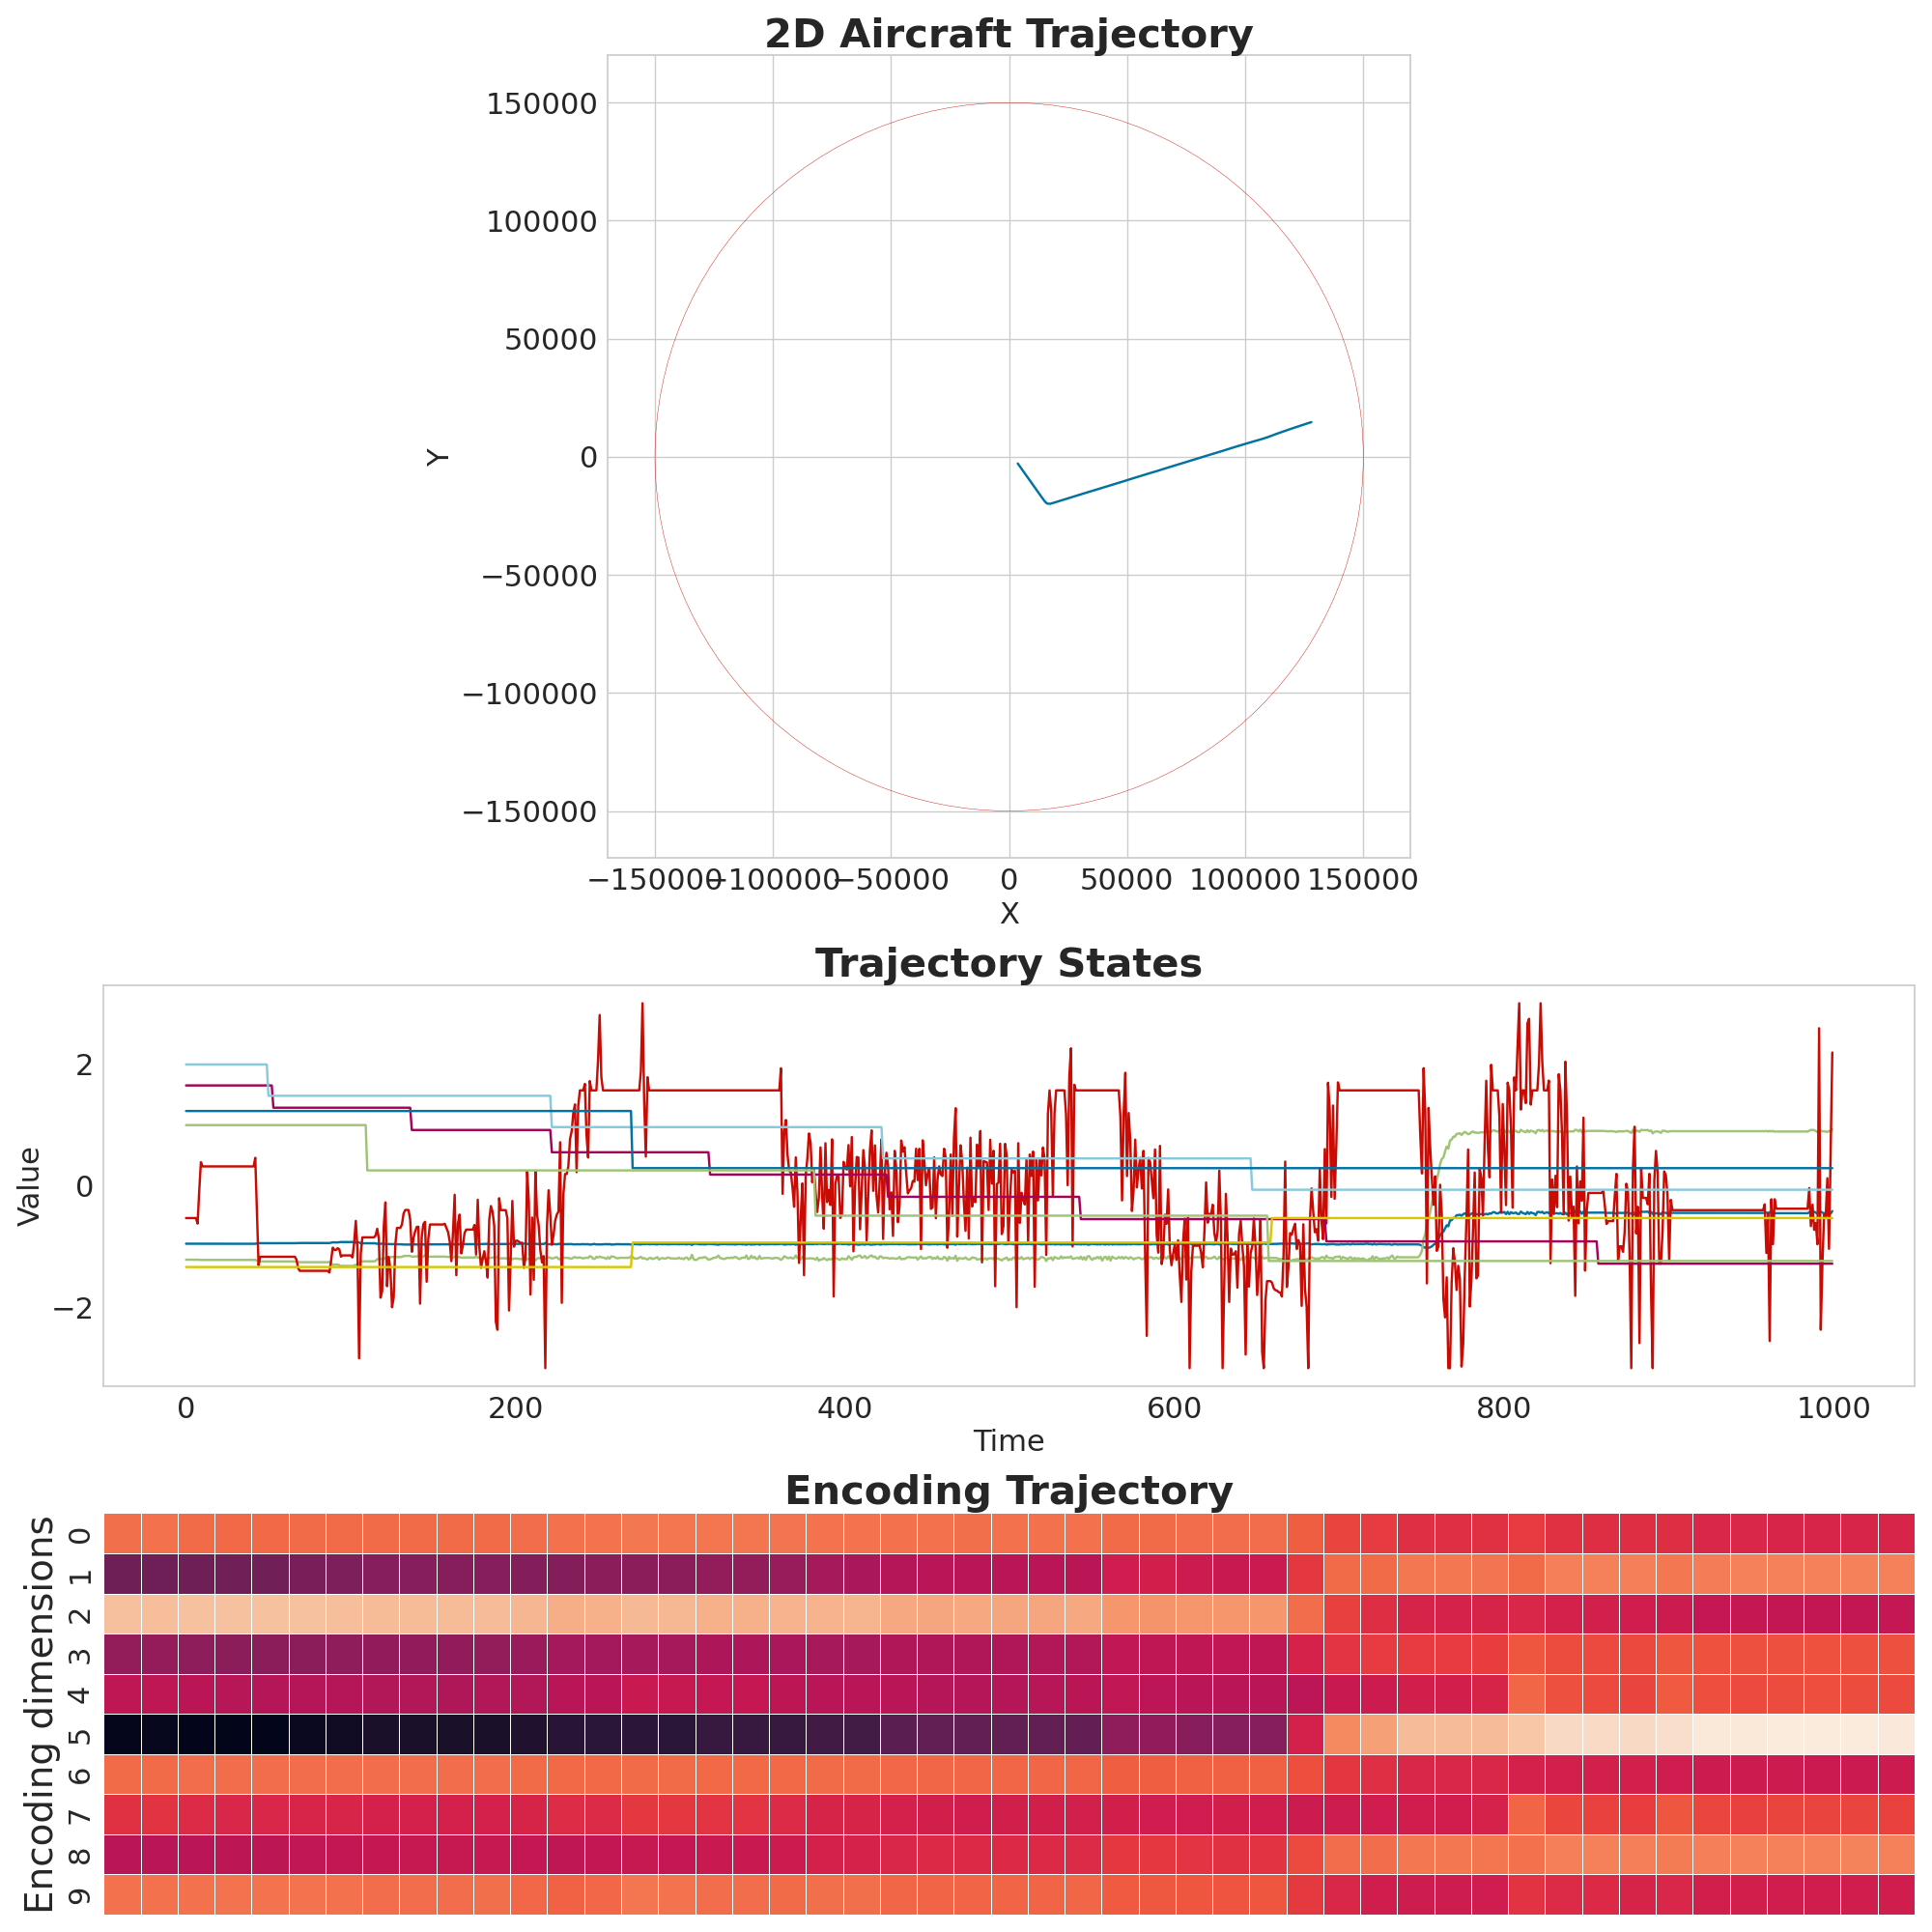 2D Aircraft Trajectory
150000
100000
50000
0
−50000
−100000
−150000
Y
−150000 −100000 −50000 0 50000 100000 150000
X
Trajectory States
2
0
−2
Value
0 200 400 600 800 1000
Time
Encoding Trajectory
Encoding dimensions
0
1
2
3
4
5
6
7
8
9